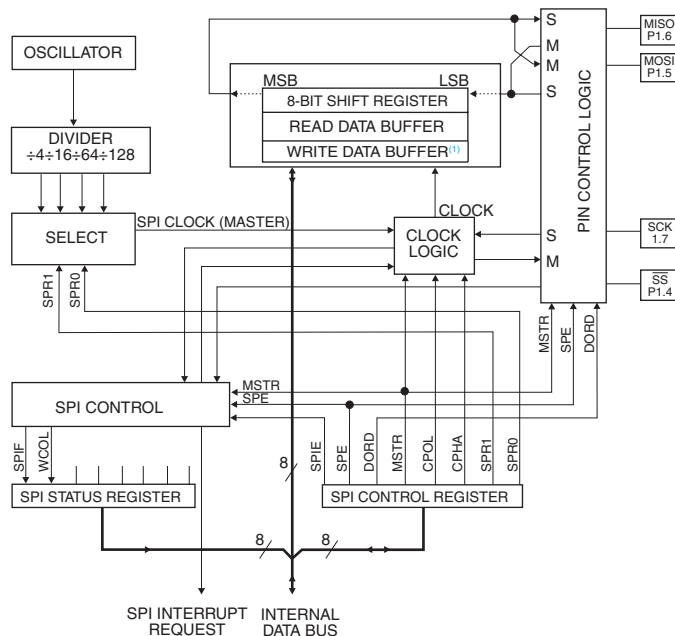 OSCILLATOR
DIVIDER
÷4÷16÷64÷128
SELECT
SPR1
SPR0
SPI CLOCK (MASTER)
MSB
LSB
8-BIT SHIFT REGISTER
READ DATA BUFFER
WRITE DATA BUFFER(1)
CLOCK
CLOCK
LOGIC
S
M
M
S
S
M
PIN CONTROL LOGIC
MISO
P1.6
MOSI
P1.5
SCK
1.7
SS
P1.4
MSTR
SPE
DORD
SPI CONTROL
MSTR
SPE
SPIF
WCOL
SPI STATUS REGISTER
SPIE
SPE
DORD
MSTR
CPOL
CPHA
SPR1
SPR0
SPI CONTROL REGISTER
8
8
8
SPI INTERRUPT
REQUEST
INTERNAL
DATA BUS